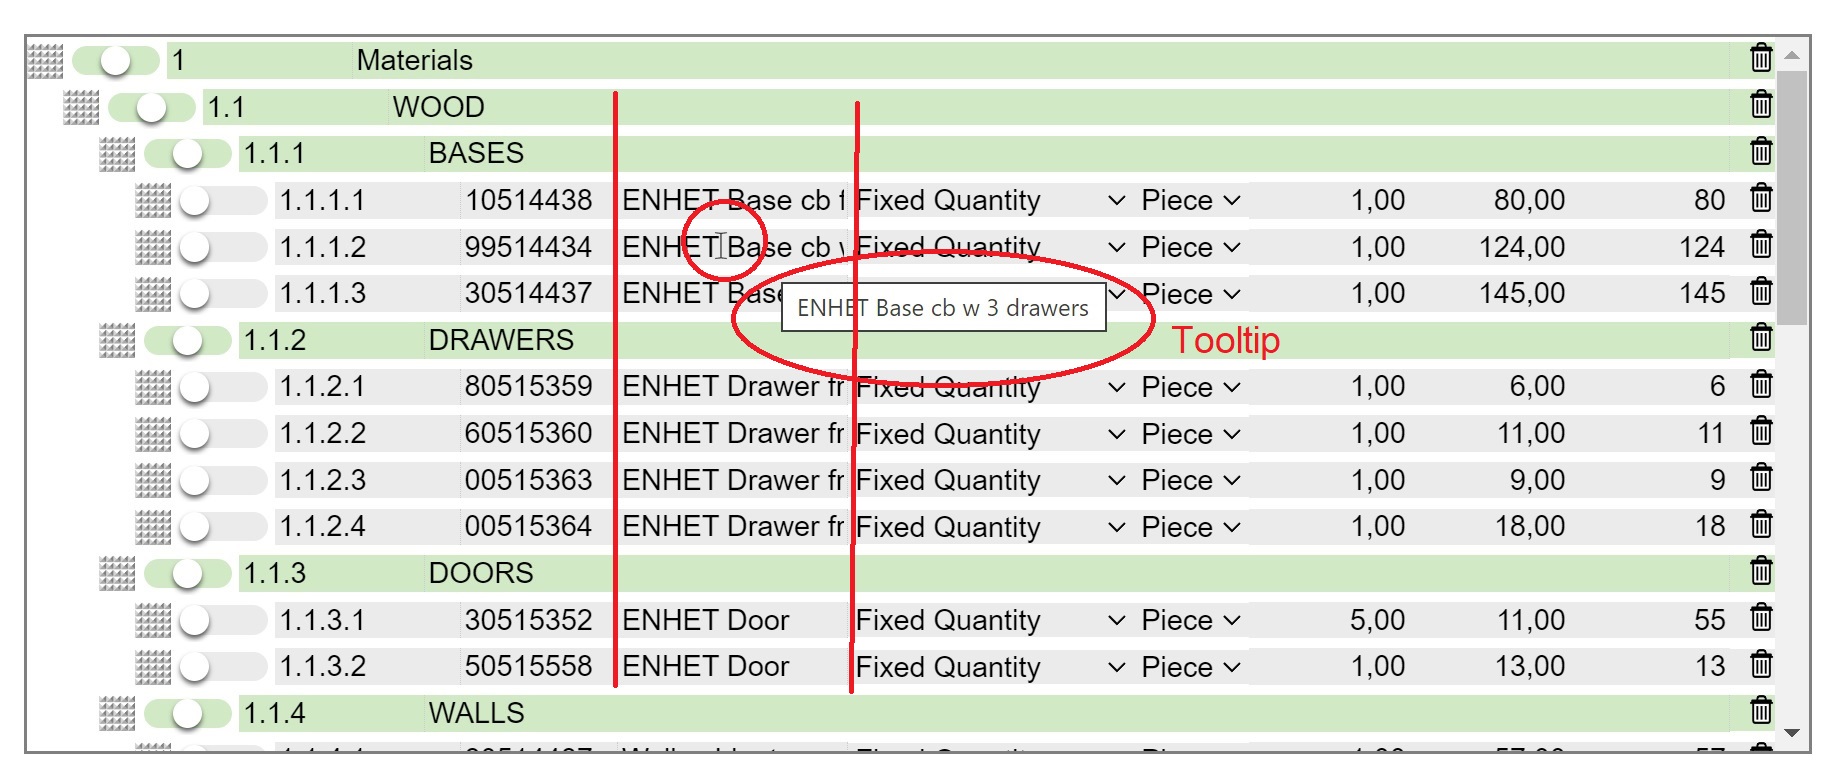 1 Materials
1.1 WOOD
1.1.1 BASES
1.1.1.1 10514438 ENHET Base cb Fixed Quantity Piece 1,00 80,00 80
1.1.1.2 99514434 ENHET Base cb Fixed Quantity Piece 1,00 124,00 124
1.1.1.3 30514437 ENHET Base Piece 1,00 145,00 145
ENHET Base cb w 3 drawers
1.1.2 DRAWERS Tooltip
1.1.2.1 80515359 ENHET Drawer fr Fixed Quantity Piece 1,00 6,00 6
1.1.2.2 60515360 ENHET Drawer fr Fixed Quantity Piece 1,00 11,00 11
1.1.2.3 00515363 ENHET Drawer fr Fixed Quantity Piece 1,00 9,00 9
1.1.2.4 00515364 ENHET Drawer fr Fixed Quantity Piece 1,00 18,00 18
1.1.3 DOORS
1.1.3.1 30515352 ENHET Door Fixed Quantity Piece 5,00 11,00 55
1.1.3.2 50515558 ENHET Door Fixed Quantity Piece 1,00 13,00 13
1.1.4 WALLS